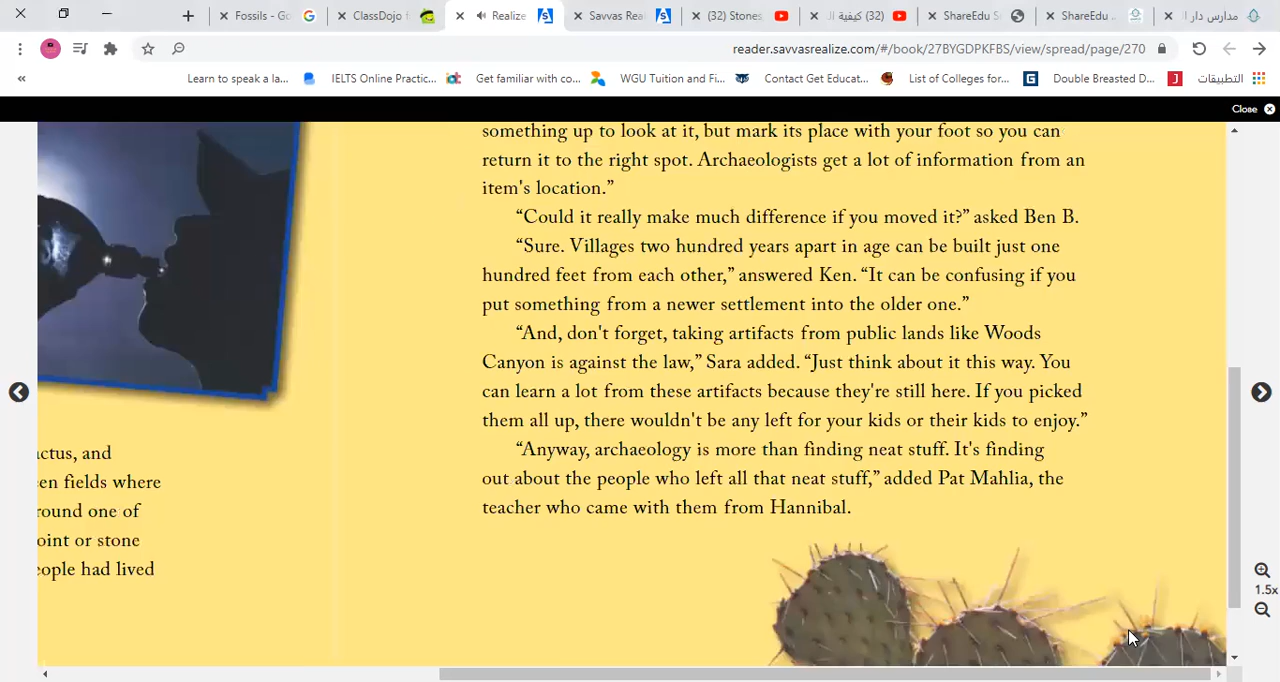 Fossils - Go
ClassDojo f
Realize
Savvas Rea
(32) Stones
(32) كيفية ال
ShareEdu S
ShareEdu
مدارس دار ا
reader.savvasrealize.com/#/book/27BYGDPKFBS/view/spread/page/270
«
Learn to speak a la...
IELTS Online Practic...
Get familiar with co...
WGU Tuition and Fi...
Contact Get Educat...
List of Colleges for...
Double Breasted D...
التطبيقات
Close
something up to look at it, but mark its place with your foot so you can
return it to the right spot. Archaeologists get a lot of information from an
item's location.”
“Could it really make much difference if you moved it?” asked Ben B.
“Sure. Villages two hundred years apart in age can be built just one
hundred feet from each other,” answered Ken. “It can be confusing if you
put something from a newer settlement into the older one.”
“And, don't forget, taking artifacts from public lands like Woods
Canyon is against the law,” Sara added. “Just think about it this way. You
can learn a lot from these artifacts because they're still here. If you picked
them all up, there wouldn't be any left for your kids or their kids to enjoy.”
“Anyway, archaeology is more than finding neat stuff. It's finding
out about the people who left all that neat stuff,” added Pat Mahlia, the
teacher who came with them from Hannibal.
actus, and
een fields where
round one of
oint or stone
eople had lived
1.5x